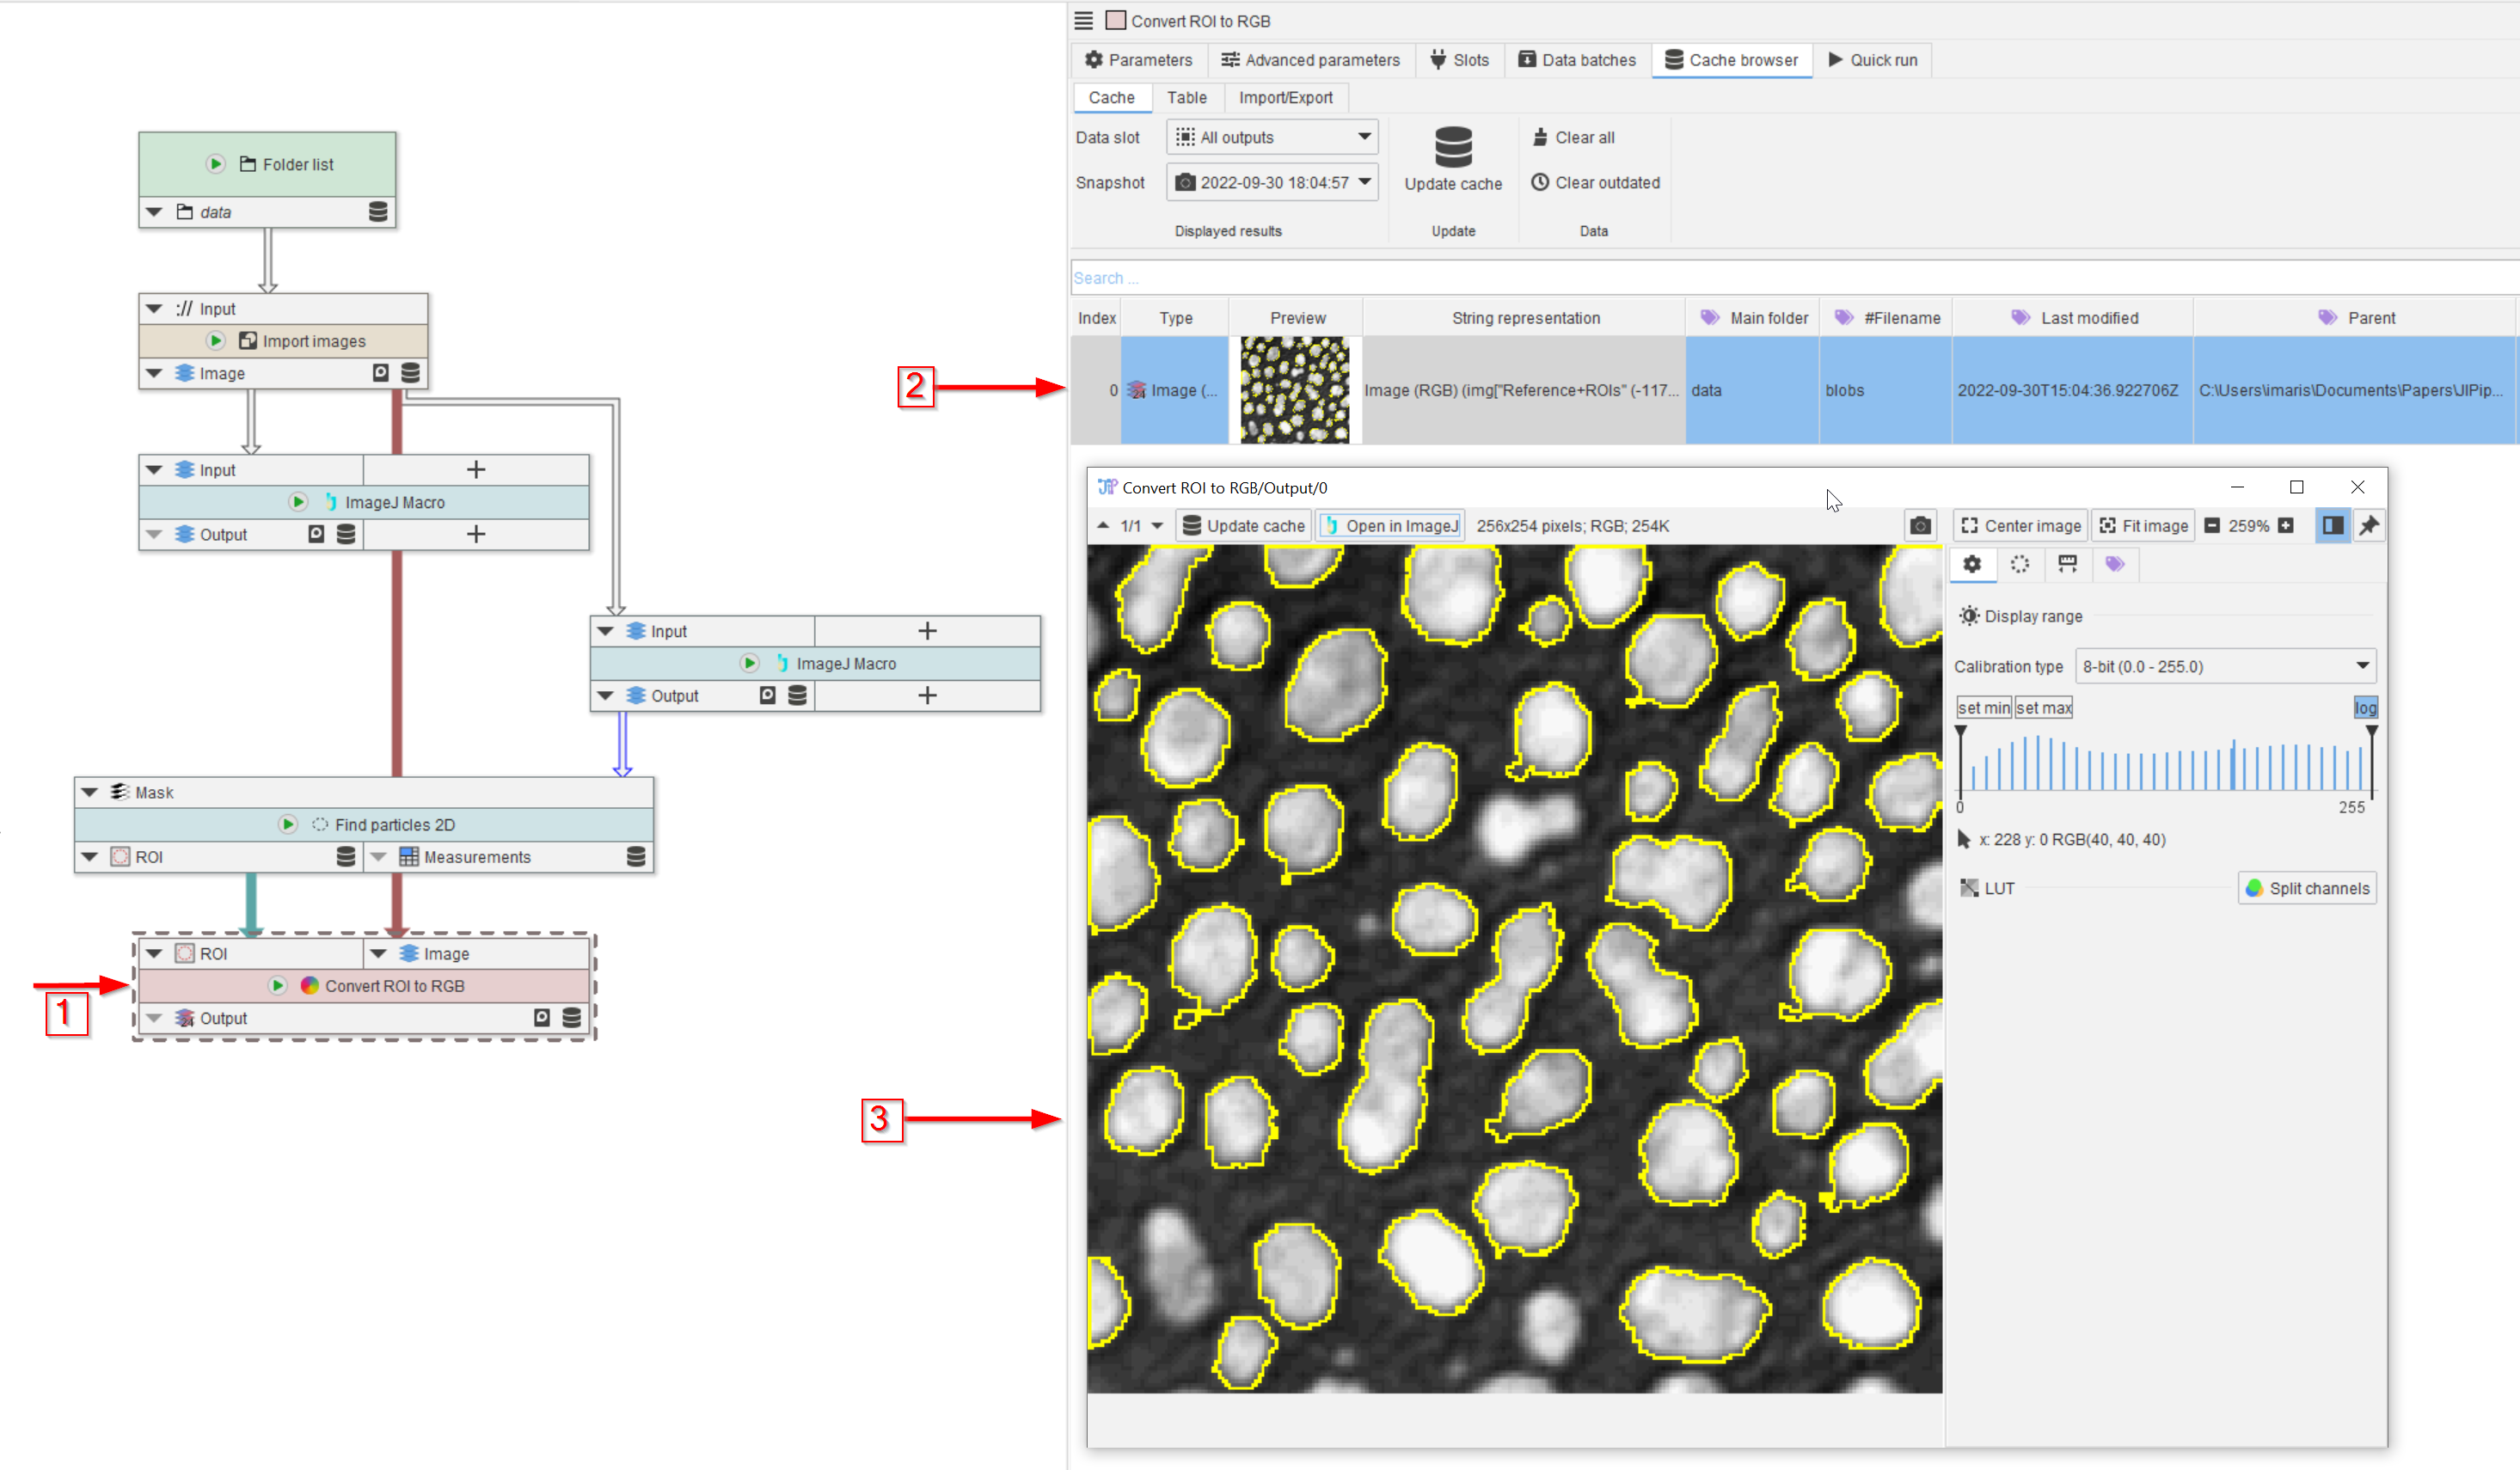 Folder list
data
:// Input
Import images
Image
Input
ImageJ Macro
Output
Input
ImageJ Macro
Output
Mask
Find particles 2D
ROI Measurements
ROI Image
Convert ROI to RGB
24 Output
1
2
3
Convert ROI to RGB
Parameters Advanced parameters Slots Data batches Cache browser Quick run
Cache Table Import/Export
Data slot All outputs Clear all
Snapshot 2022-09-30 18:04:57 Update cache Clear outdated
Displayed results Update Data
Search ...
Index Type Preview String representation Main folder #Filename Last modified Parent
0 24 Image (... Image (RGB) (img["Reference+ROIs" (-117... data blobs 2022-09-30T15:04:36.922706Z C:\Users\imaris\Documents\Papers\JIPip...
JIP Convert ROI to RGB/Output/0
1/1 Update cache Open in ImageJ 256x254 pixels; RGB; 254K Center image Fit image 259%
Display range
Calibration type 8-bit (0.0 - 255.0)
set min set max log
0 255
x: 228 y: 0 RGB(40, 40, 40)
LUT Split channels